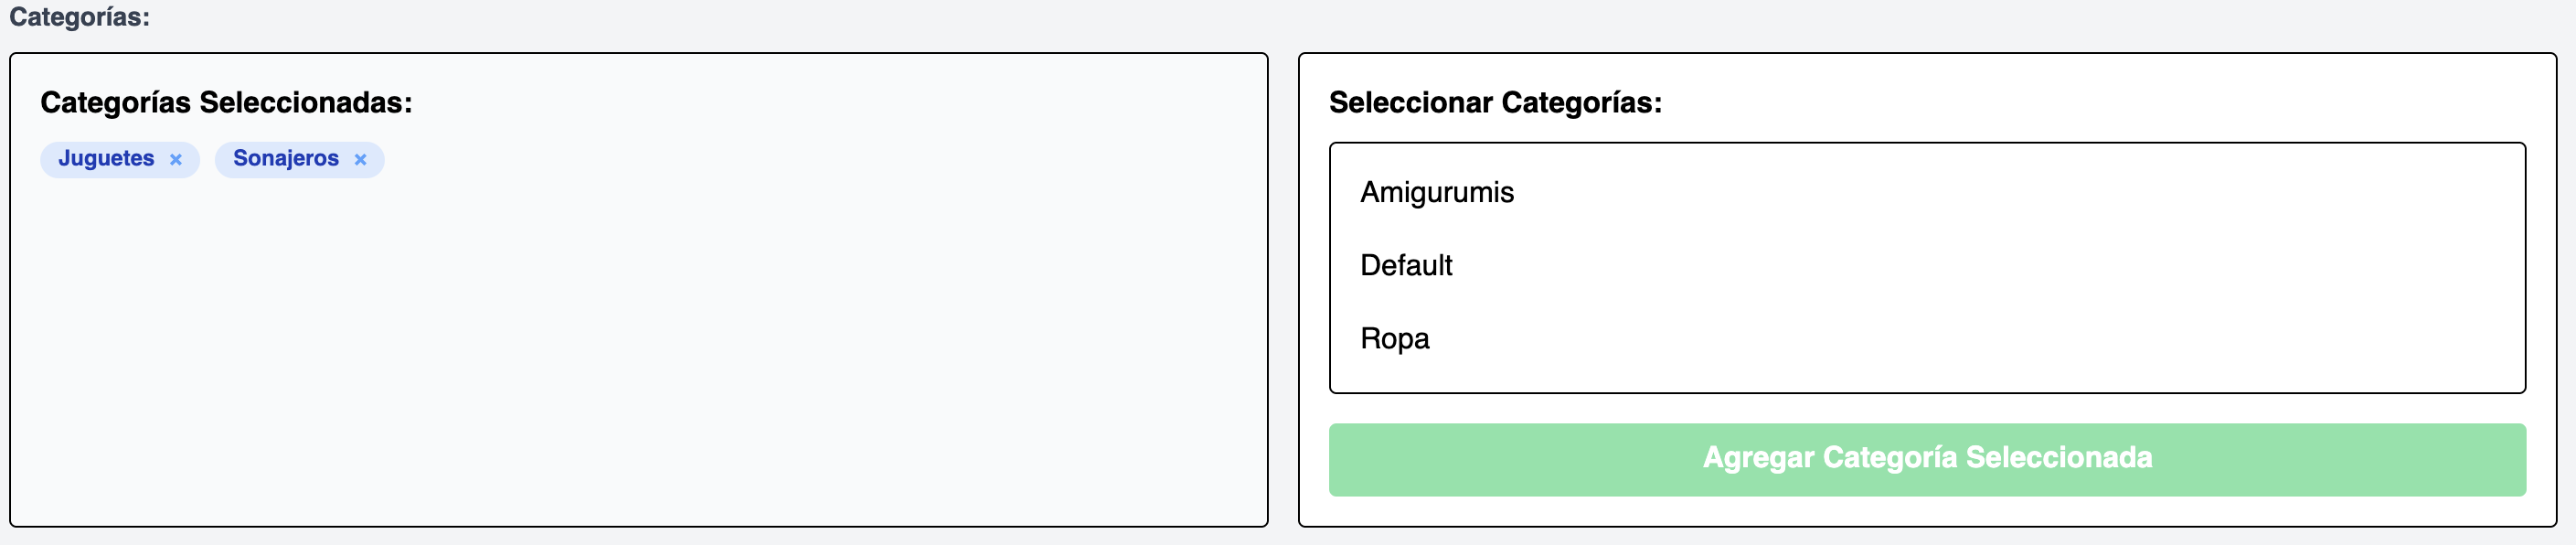 Categorías:
Categorías Seleccionadas:
Juguetes ×
Sonajeros ×
Seleccionar Categorías:
Amigurumis
Default
Ropa
Agregar Categoría Seleccionada